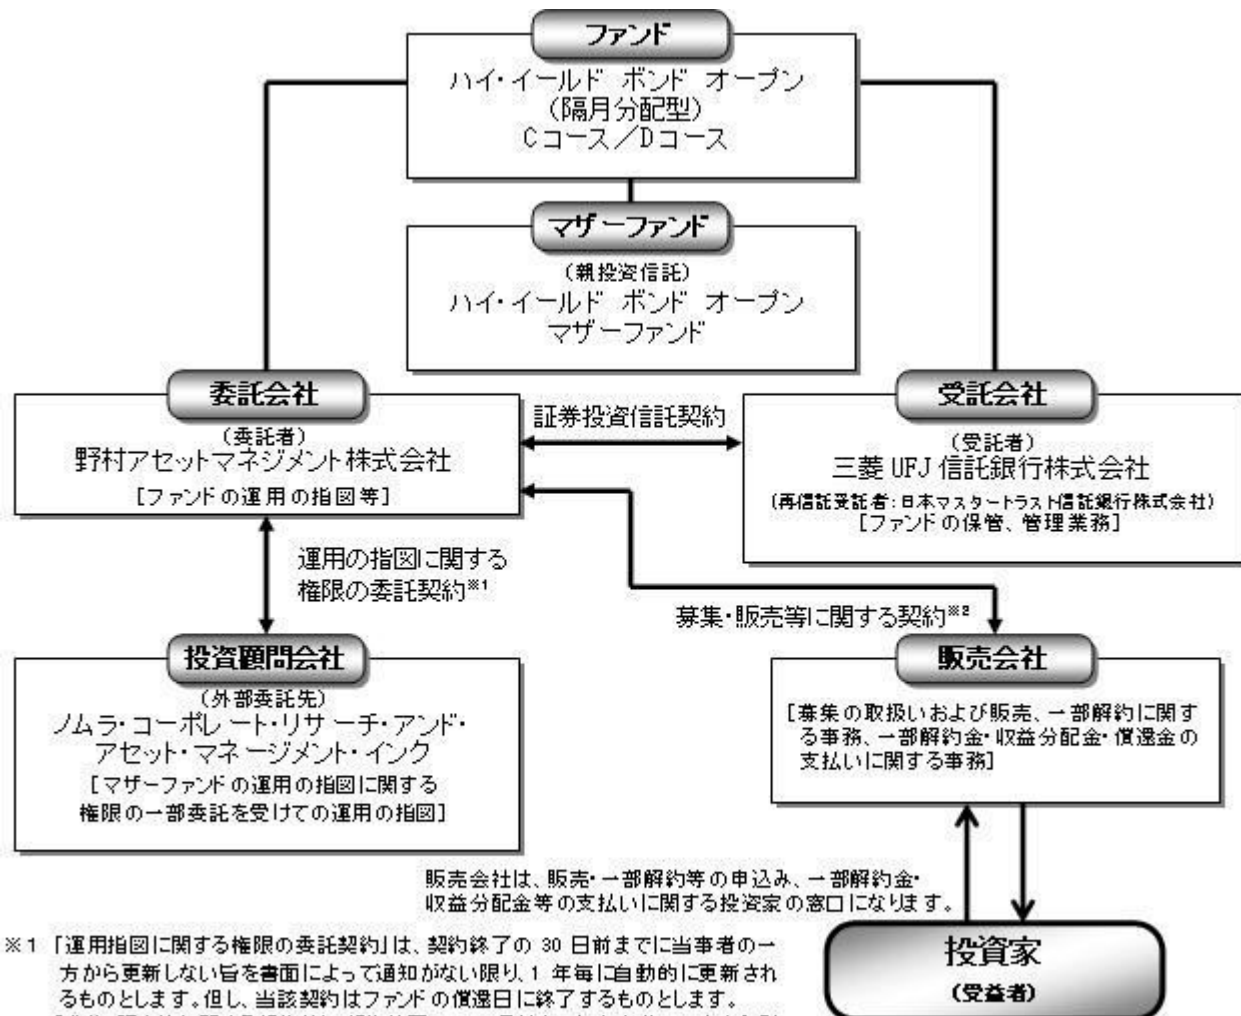 ファンド
ハイ・イールド ボンド オープン
(隔月分配型)
Cコース／Dコース
マザーファンド
(親投資信託)
ハイ・イールド ボンド オープン
マザーファンド
委託会社
(委託者)
野村アセットマネジメント株式会社
[ファンドの運用の指図等]
証券投資信託契約
受託会社
(受託者)
三菱UFJ信託銀行株式会社
(再信託受託者:日本マスタートラスト信託銀行株式会社)
[ファンドの保管、管理業務]
運用の指図に関する
権限の委託契約※1
募集・販売等に関する契約※2
投資顧問会社
(外部委託先)
ノムラ・コーポレート・リサーチ・アンド・
アセット・マネージメント・インク
[マザーファンドの運用の指図に関する
権限の一部委託を受けての運用の指図]
販売会社
[募集の取扱いおよび販売、一部解約に関す
る事務、一部解約金・収益分配金・償還金の
支払いに関する事務]
販売会社は、販売・一部解約等の申込み、一部解約金・
収益分配金等の支払いに関する投資家の窓口になります。
投資家
(受益者)
※1 「運用指図に関する権限の委託契約」は、契約終了の 30 日前までに当事者の一
方から更新しない旨を書面によって通知がない限り、1 年毎に自動的に更新され
るものとします。但し、当該契約はファンドの償還日に終了するものとします。